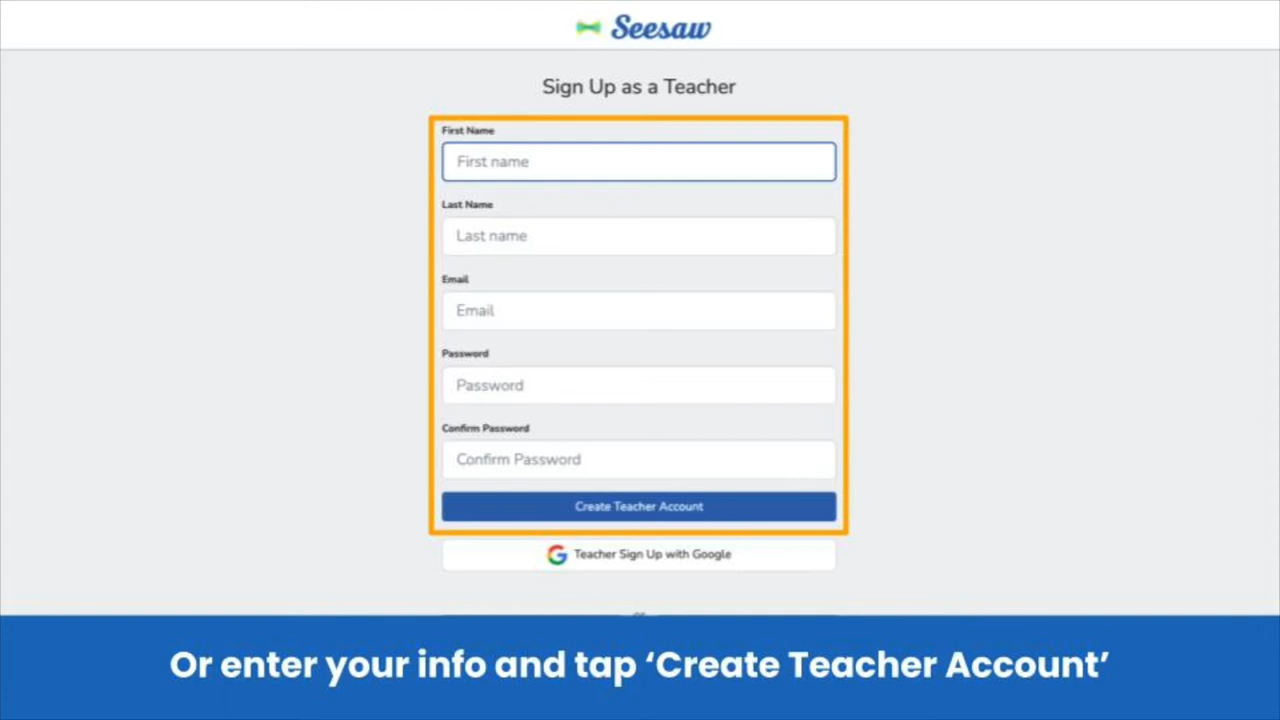 Seesaw
Sign Up as a Teacher
First Name
First name
Last Name
Last name
Email
Email
Password
Password
Confirm Password
Confirm Password
Create Teacher Account
Teacher Sign Up with Google
Or enter your info and tap ‘Create Teacher Account’